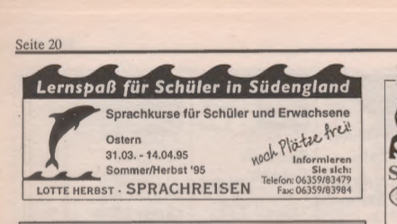 Seite 20
Lernspaß für Schüler in Südengland
Sprachkurse für Schüler und Erwachsene
Ostern
31.03. - 14.04.95
Sommer/Herbst '95
noch Plätze frei!
Informieren
Sie sich:
Telefon: 06359/83479
Fax: 06359/83984
LOTTE HERBST · SPRACHREISEN